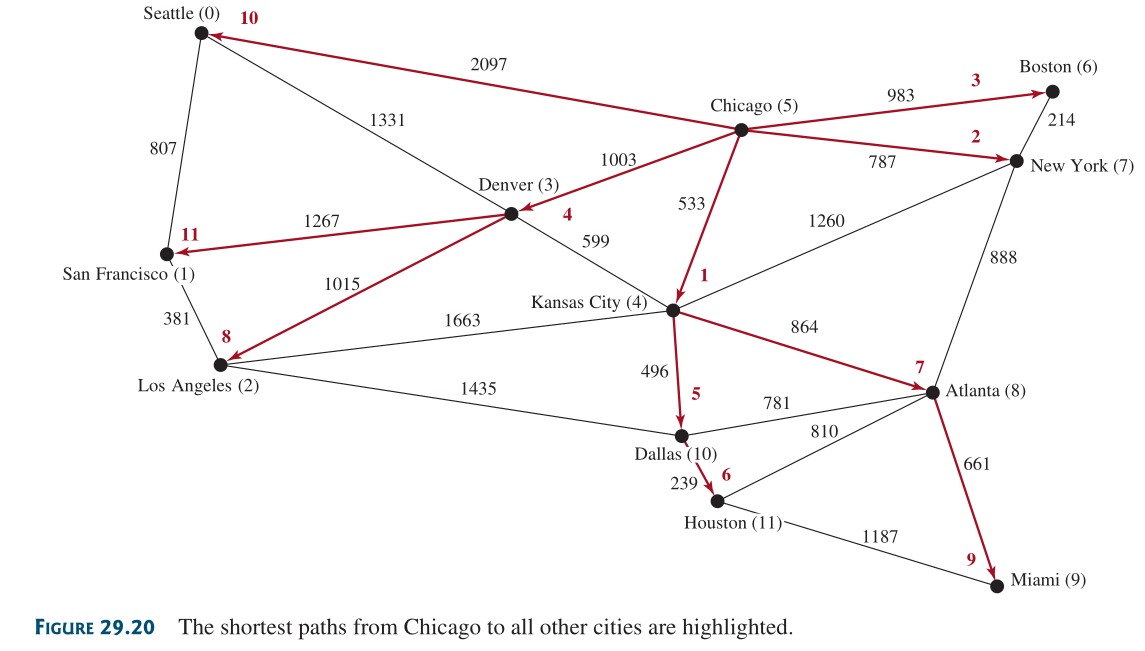 Seattle (0)
10
2097
Boston (6)
3
983
Chicago (5)
214
1331
2
807
1003
787
New York (7)
Denver (3)
4
533
1267
1260
11
599
888
San Francisco (1)
1
1015
Kansas City (4)
381
1663
864
8
7
Los Angeles (2)
496
1435
5
781
Atlanta (8)
810
Dallas (10)
239
6
661
Houston (11)
1187
9
Miami (9)
FIGURE 29.20 The shortest paths from Chicago to all other cities are highlighted.